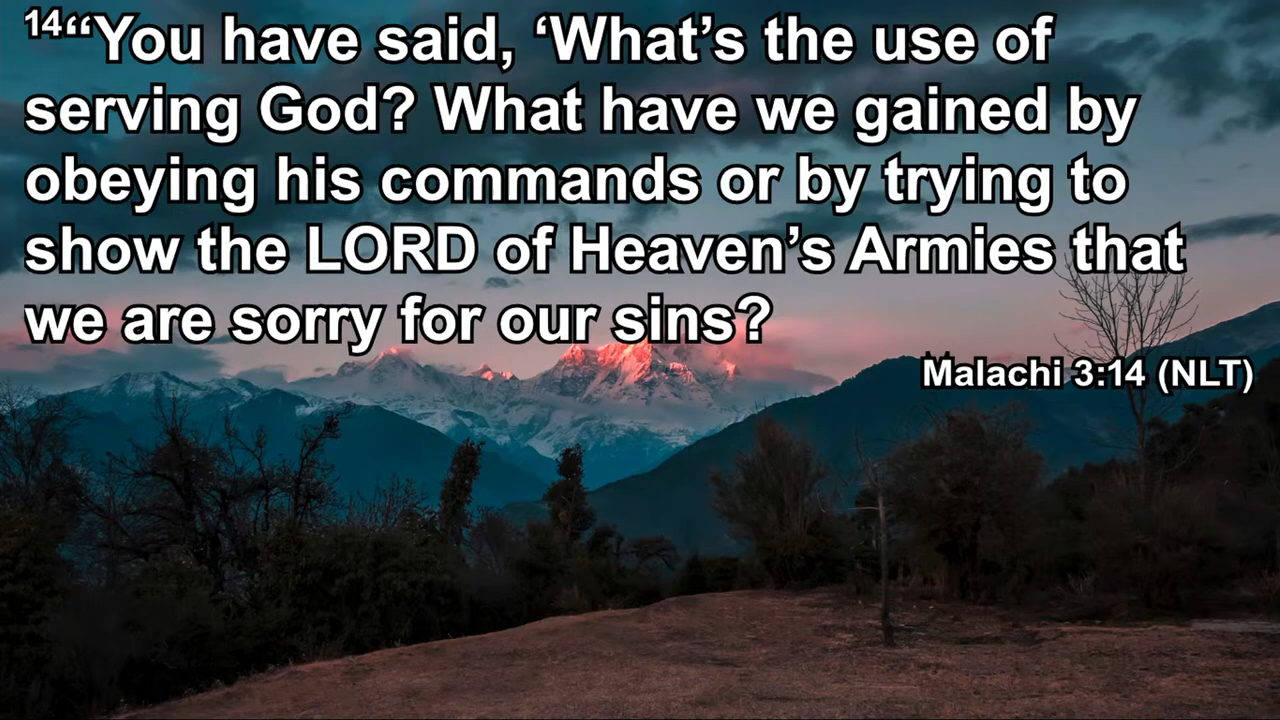 ¹⁴“You have said, ‘What’s the use of
serving God? What have we gained by
obeying his commands or by trying to
show the LORD of Heaven’s Armies that
we are sorry for our sins?
Malachi 3:14 (NLT)